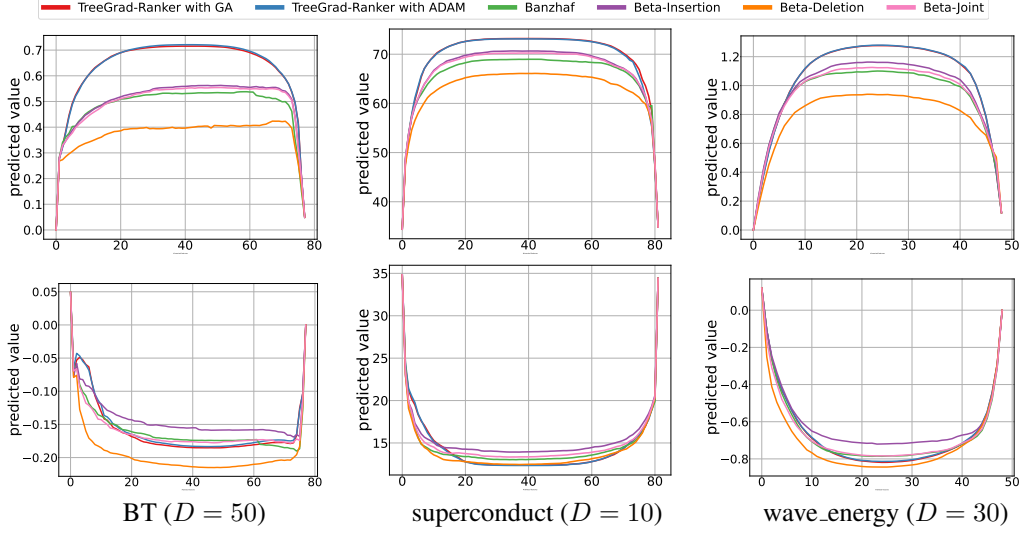 TreeGrad-Ranker with GA TreeGrad-Ranker with ADAM Banzhaf Beta-Insertion Beta-Deletion Beta-Joint
predicted value
0.7
0.6
0.5
0.4
0.3
0.2
0.1
0.0
0 20 40 60 80
predicted value
70
60
50
40
0 20 40 60 80
predicted value
1.2
1.0
0.8
0.6
0.4
0.2
0.0
0 10 20 30 40 50
predicted value
0.05
0.00
−0.05
−0.10
−0.15
−0.20
0 20 40 60 80
predicted value
35
30
25
20
15
0 20 40 60 80
predicted value
0.0
−0.2
−0.4
−0.6
−0.8
0 10 20 30 40 50
BT (D = 50) superconduct (D = 10) wave_energy (D = 30)